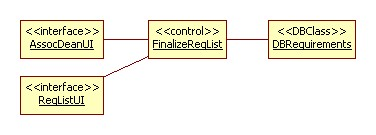 <<interface>>
AssocDeanUI
<<control>>
FinalizeReqList
<<DBClass>>
DBRequirements
<<interface>>
ReqListUI